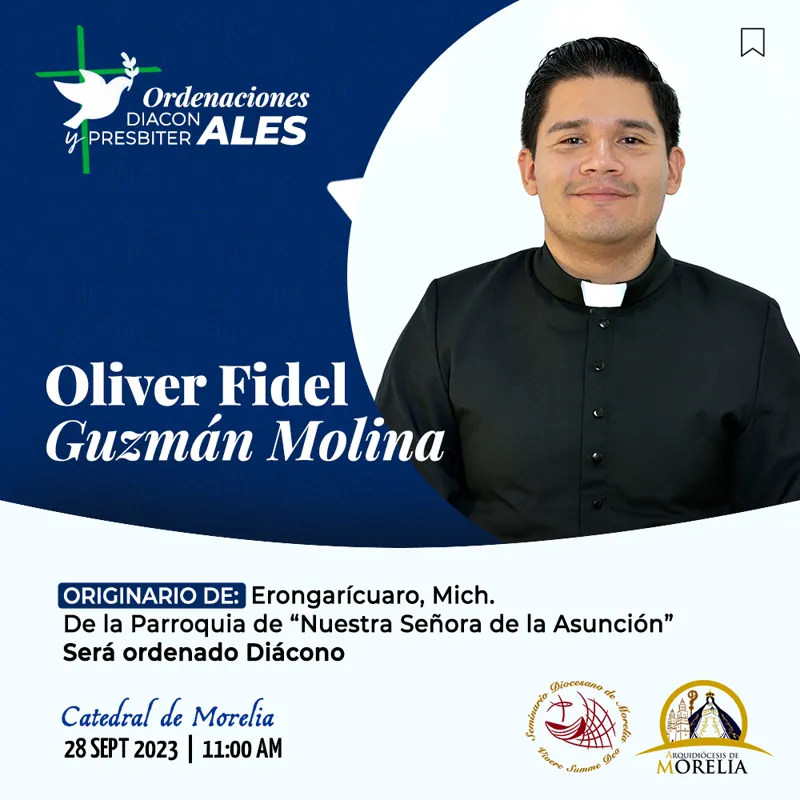 Ordenaciones
DIACON
y PRESBITER ALES
Oliver Fidel
Guzmán Molina
ORIGINARIO DE: Erongarícuaro, Mich.
De la Parroquia de “Nuestra Señora de la Asunción”
Será ordenado Diácono
Catedral de Morelia
28 SEPT 2023 | 11:00 AM
Seminario Diocesano de Morelia
Vivere Summe Deo
ARQUIDIÓCESIS DE
MORELIA